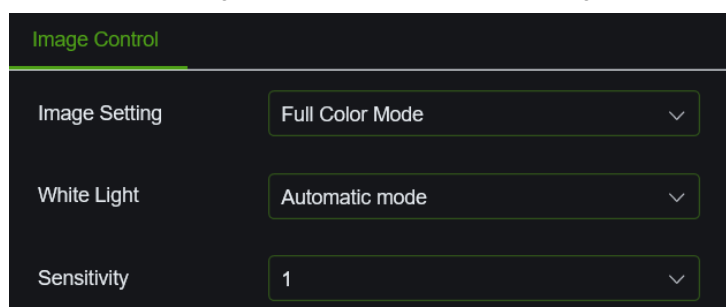 Image Control
Image Setting Full Color Mode
White Light Automatic mode
Sensitivity 1